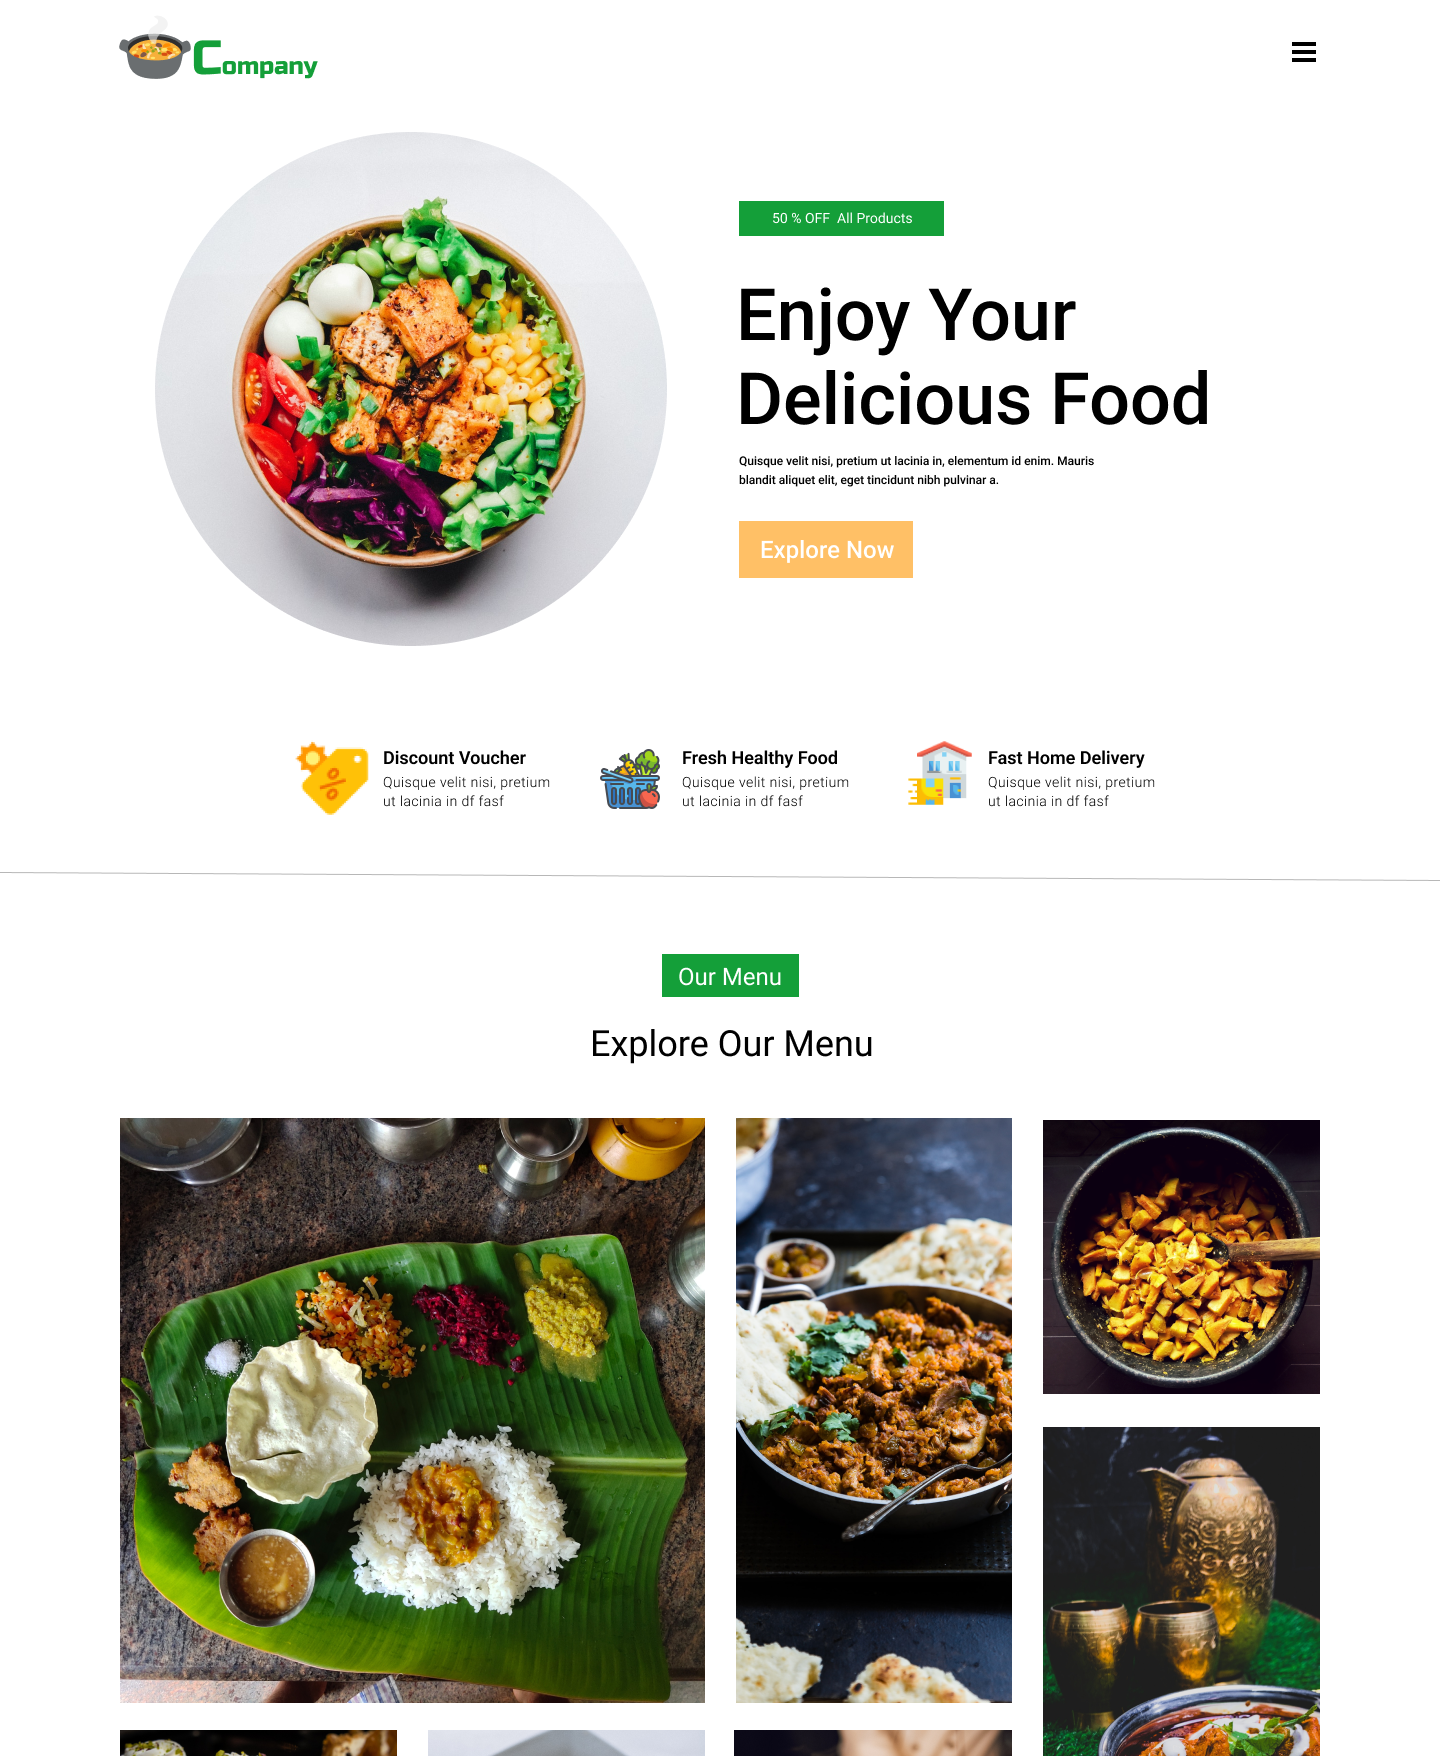 Company
50 % OFF  All Products
Enjoy Your
Delicious Food
Quisque velit nisi, pretium ut lacinia in, elementum id enim. Mauris
blandit aliquet elit, eget tincidunt nibh pulvinar a.
Explore Now
Discount Voucher
Quisque velit nisi, pretium
ut lacinia in df fasf
Fresh Healthy Food
Quisque velit nisi, pretium
ut lacinia in df fasf
Fast Home Delivery
Quisque velit nisi, pretium
ut lacinia in df fasf
Our Menu
Explore Our Menu